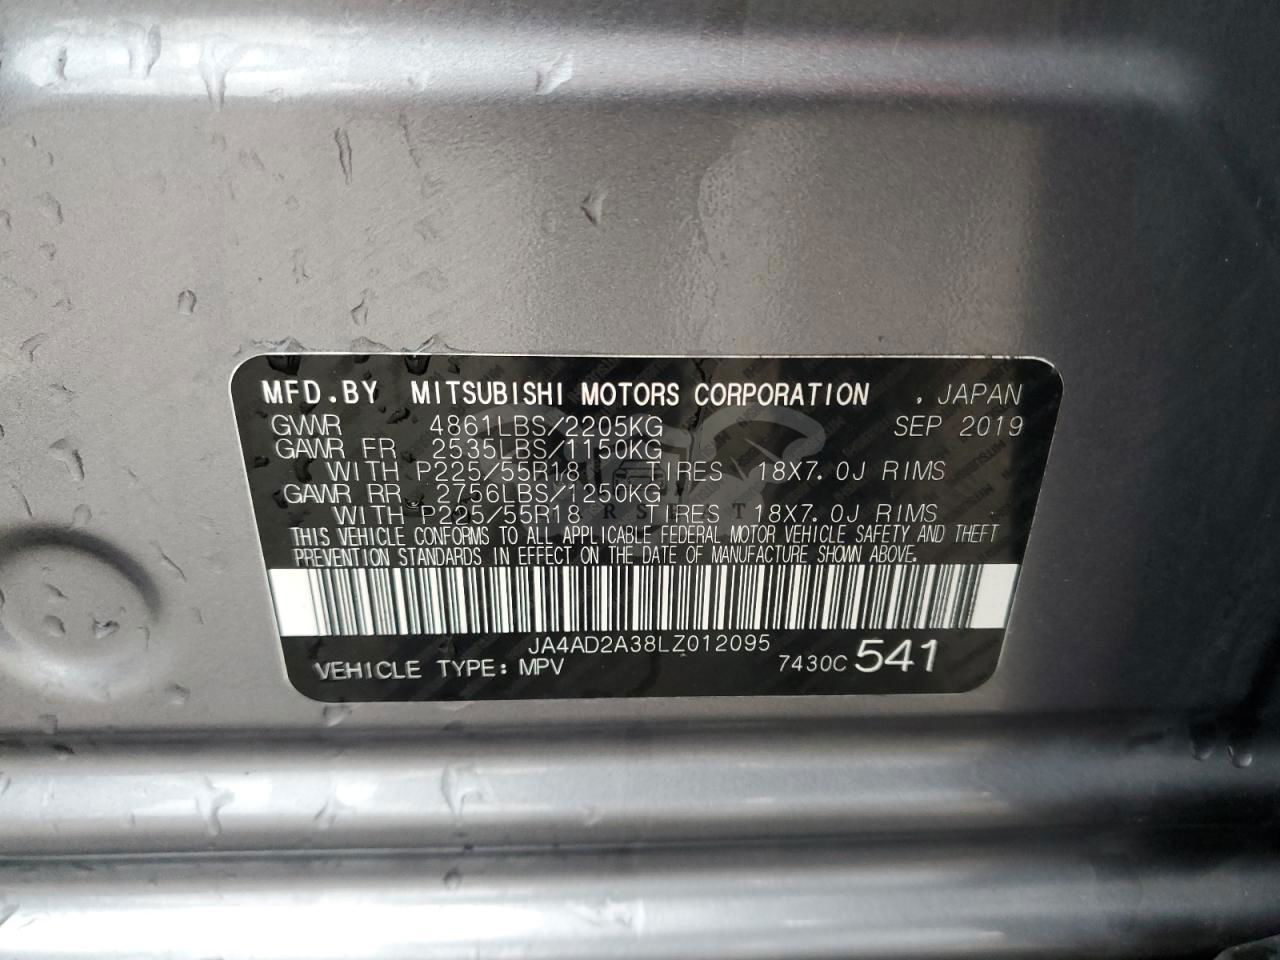 MFD.BY MITSUBISHI MOTORS CORPORATION , JAPAN
GVWR 4861LBS/2205KG SEP 2019
GAWR FR 2535LBS/1150KG
WITH P225/55R18 TIRES 18X7.0J RIMS
GAWR RR 2756LBS/1250KG
WITH P225/55R18 TIRES 18X7.0J RIMS
THIS VEHICLE CONFORMS TO ALL APPLICABLE FEDERAL MOTOR VEHICLE SAFETY AND THEFT
PREVENTION STANDARDS IN EFFECT ON THE DATE OF MANUFACTURE SHOWN ABOVE.
JA4AD2A38LZ012095
VEHICLE TYPE: MPV 7430C 541